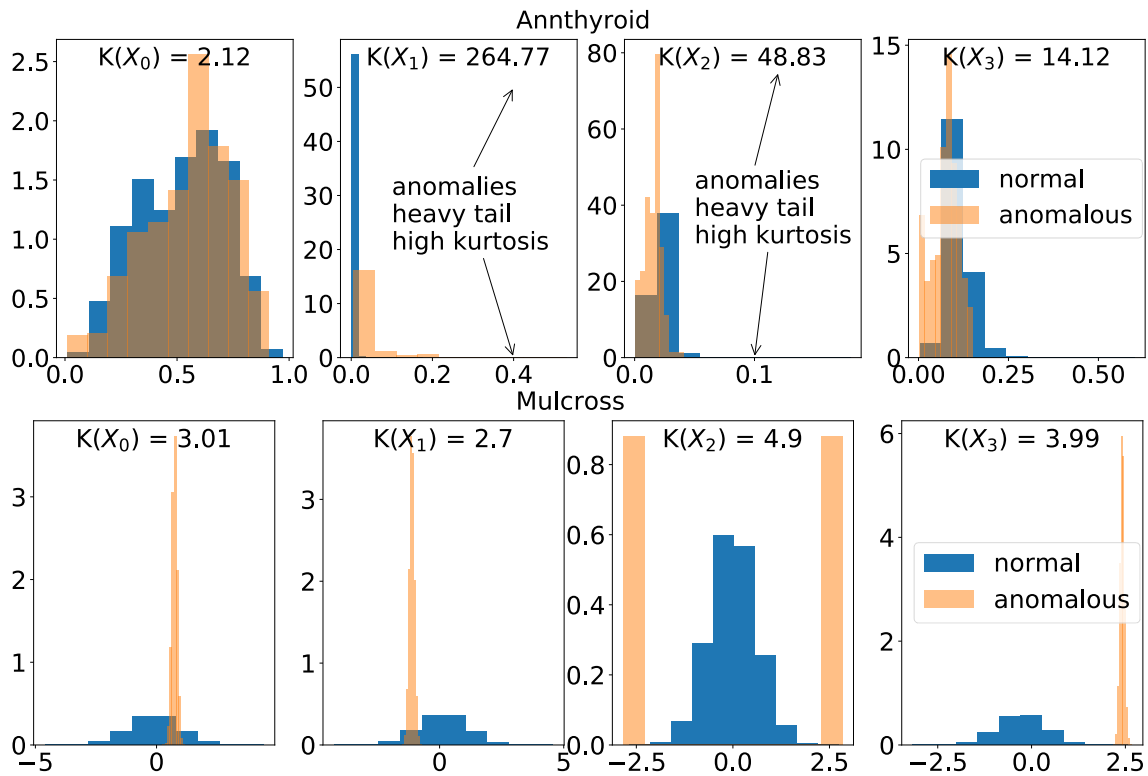 Annthyroid
K(X0) = 2.12
K(X1) = 264.77
K(X2) = 48.83
K(X3) = 14.12
2.5
2.0
1.5
1.0
0.5
0.0
0.0 0.5 1.0
50
40
30
20
10
0
anomalies
heavy tail
high kurtosis
0.0 0.2 0.4
80
60
40
20
0
anomalies
heavy tail
high kurtosis
0.0 0.1
15
10
5
0
normal
anomalous
0.00 0.25 0.50
Mulcross
K(X0) = 3.01
K(X1) = 2.7
K(X2) = 4.9
K(X3) = 3.99
3
2
1
0
−5 0
3
2
1
0
0 5
0.8
0.6
0.4
0.2
0.0
−2.5 0.0 2.5
6
4
2
0
normal
anomalous
−2.5 0.0 2.5